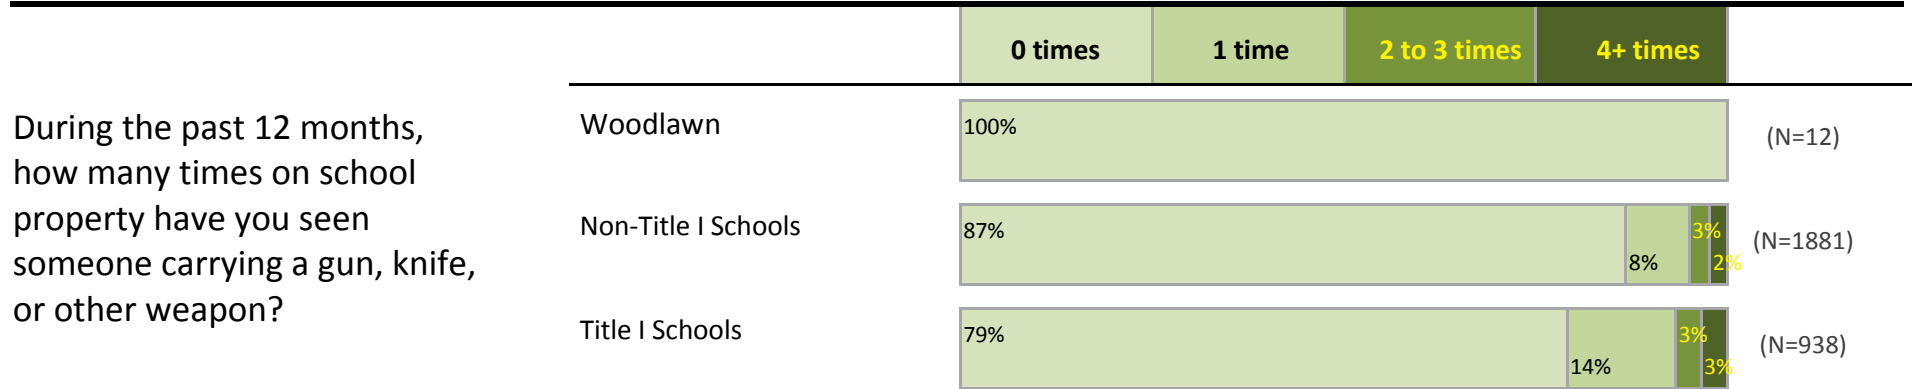 0 times 1 time 2 to 3 times 4+ times
During the past 12 months,
how many times on school
property have you seen
someone carrying a gun, knife,
or other weapon?
Woodlawn 100% (N=12)
Non-Title I Schools 87% 8% 3% 2% (N=1881)
Title I Schools 79% 14% 3% 3% (N=938)